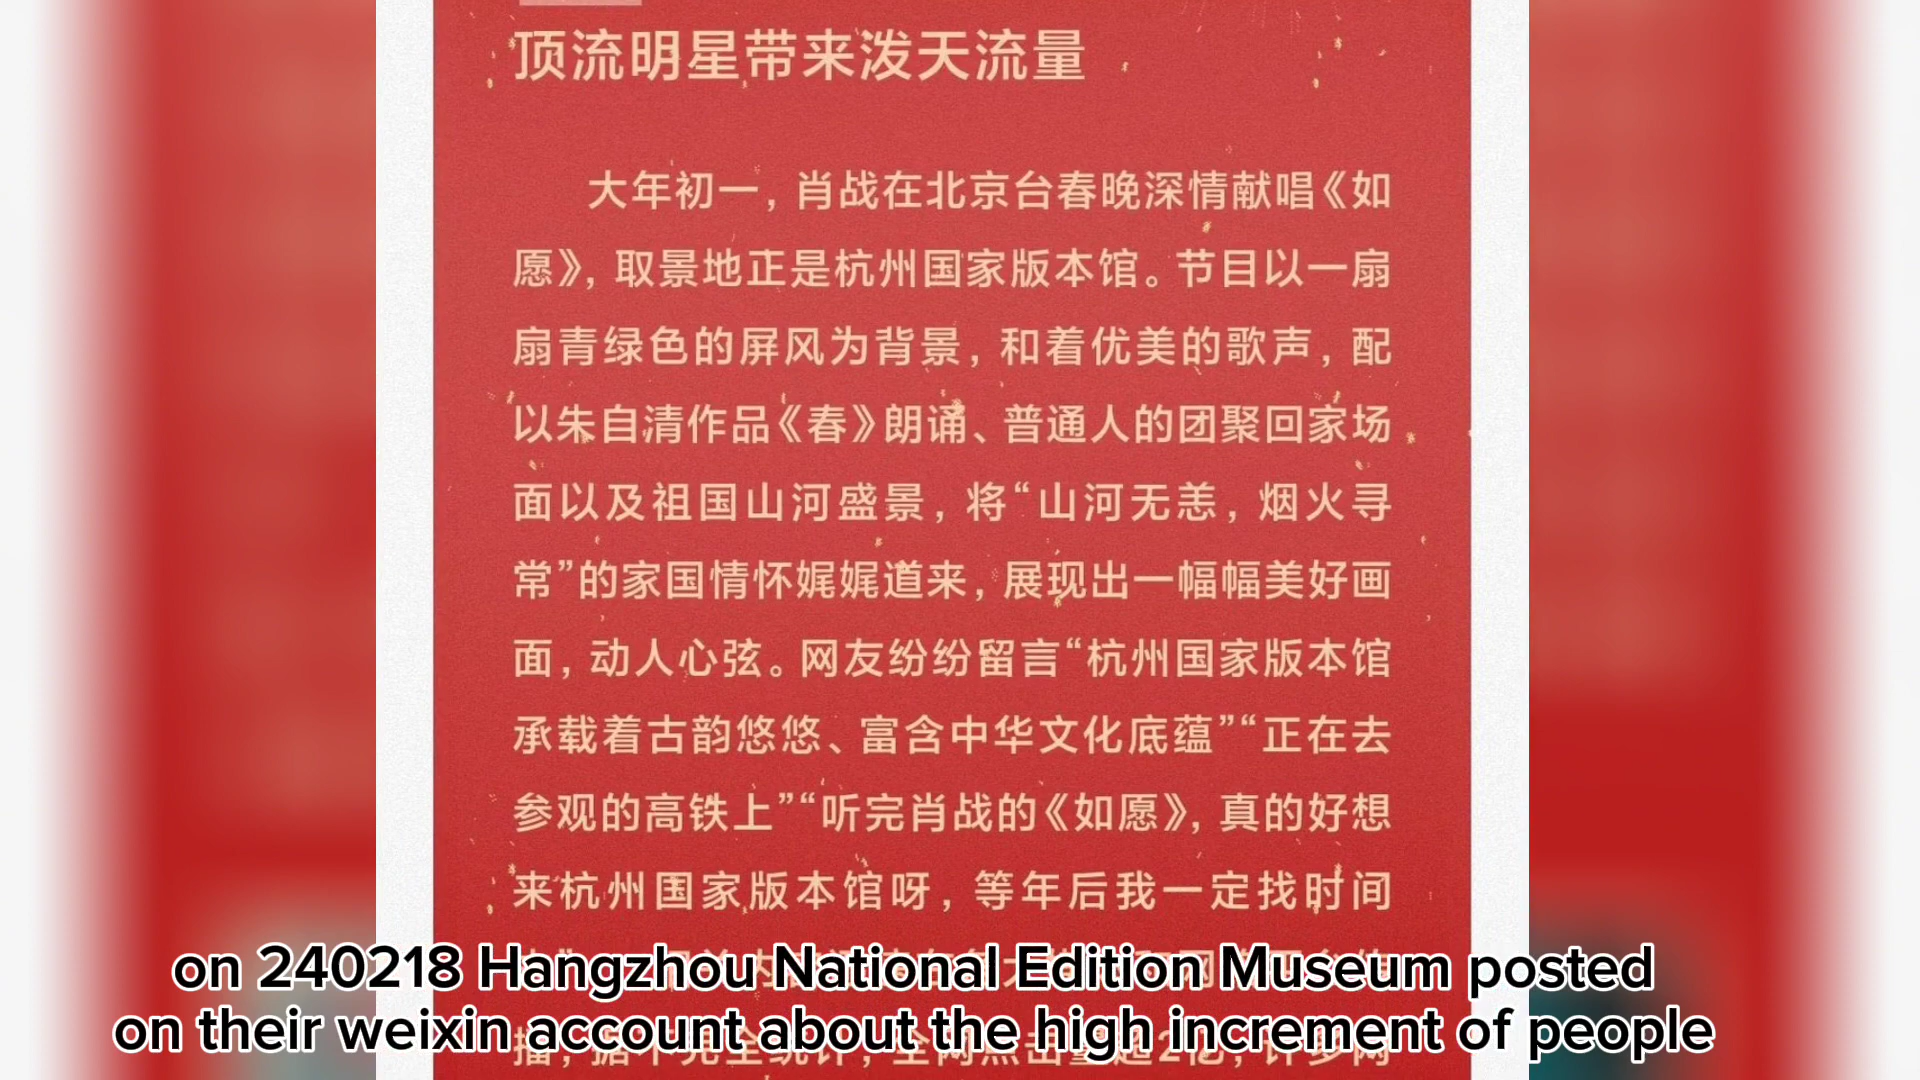 顶流明星带来泼天流量
大年初一，肖战在北京台春晚深情献唱《如
愿》，取景地正是杭州国家版本馆。节目以一扇
扇青绿色的屏风为背景，和着优美的歌声，配
以朱自清作品《春》朗诵、普通人的团聚回家场
面以及祖国山河盛景，将“山河无恙，烟火寻
常”的家国情怀娓娓道来，展现出一幅幅美好画
面，动人心弦。网友纷纷留言“杭州国家版本馆
承载着古韵悠悠、富含中华文化底蕴”“正在去
参观的高铁上”“听完肖战的《如愿》，真的好想
来杭州国家版本馆呀，等年后我一定找时间
on 240218 Hangzhou National Edition Museum posted
on their weixin account about the high increment of people